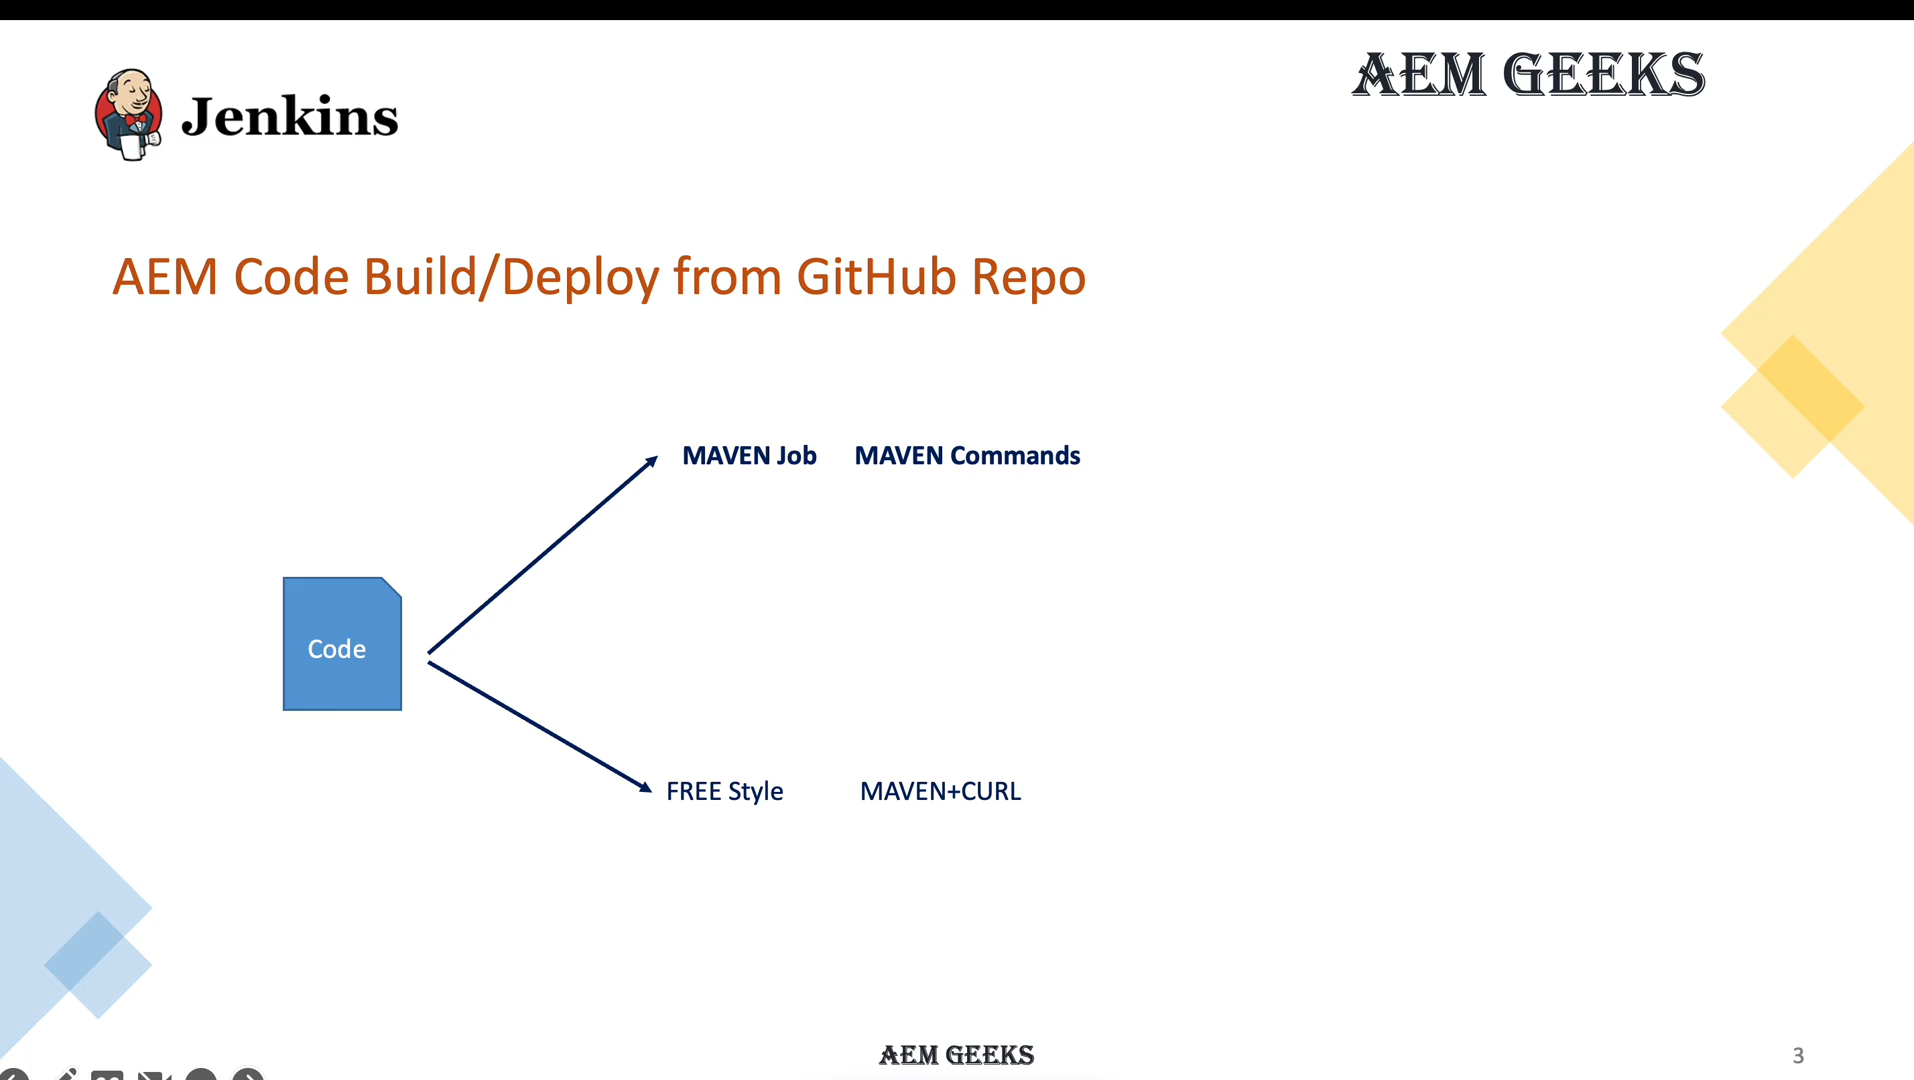 AEM GEEKS
Jenkins
AEM Code Build/Deploy from GitHub Repo
MAVEN Job MAVEN Commands
Code
FREE Style MAVEN+CURL
AEM GEEKS
3